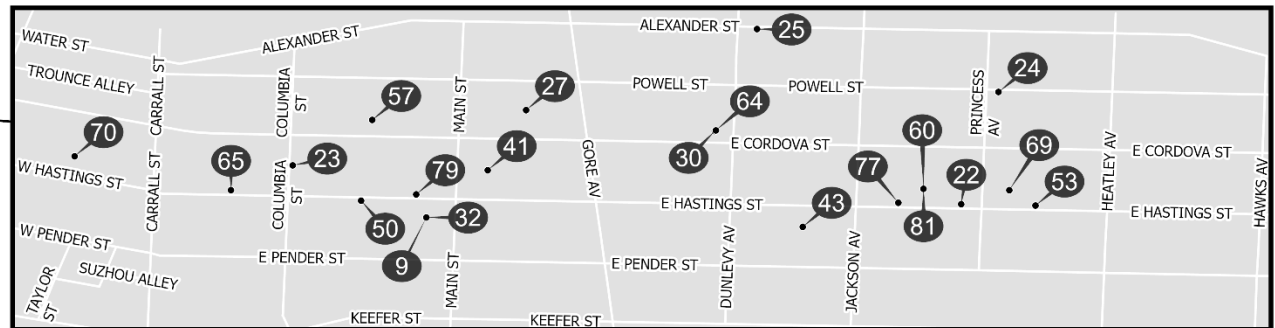 ALEXANDER ST
25
WATER ST
ALEXANDER ST
TROUNCE ALLEY
CARRALL ST
COLUMBIA ST
57
MAIN ST
27
POWELL ST
POWELL ST
24
64
PRINCESS AV
70
65
23
41
30
E CORDOVA ST
60
69
E CORDOVA ST
W HASTINGS ST
CARRALL ST
COLUMBIA ST
79
GORE AV
77
22
53
HEATLEY AV
HAWKS AV
50
32
E HASTINGS ST
43
81
E HASTINGS ST
W PENDER ST
E PENDER ST
9
MAIN ST
E PENDER ST
DUNLEVY AV
JACKSON AV
TAYLOR ST
SUZHOU ALLEY
KEEFER ST
KEEFER ST